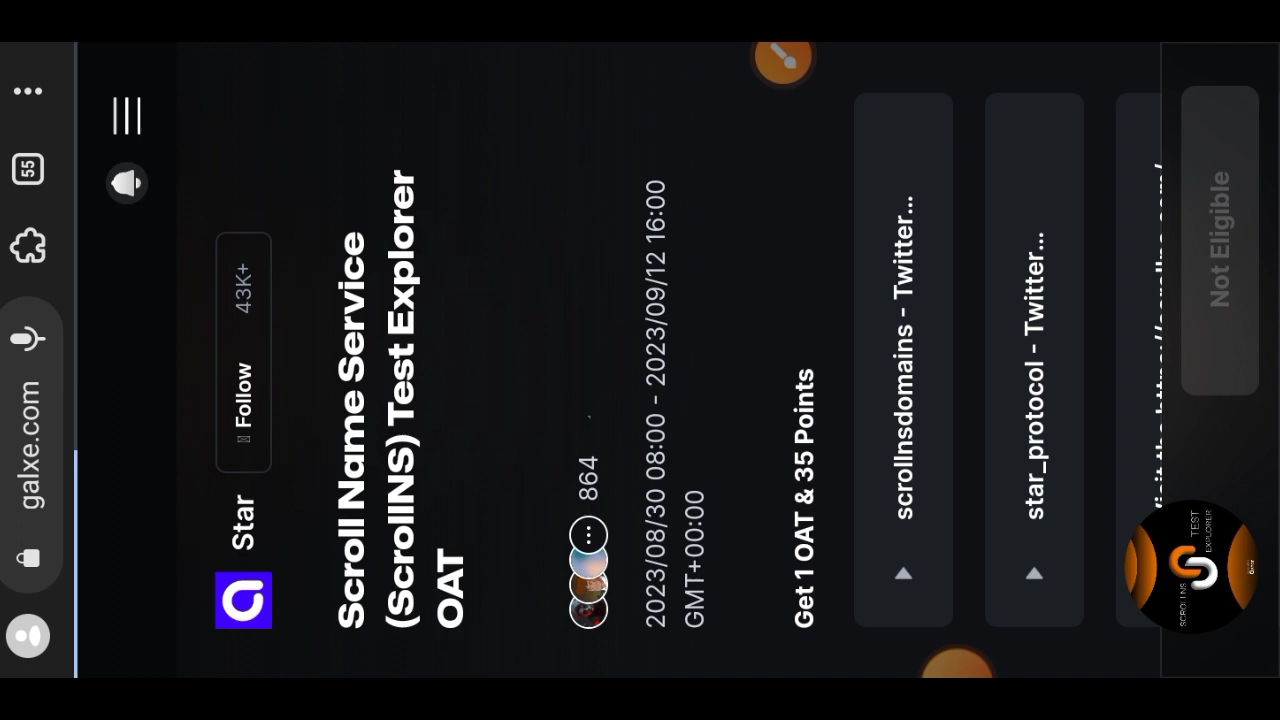 galxe.com
55
Star
Follow 43K+
Scroll Name Service
(ScrollNS) Test Explorer
OAT
864
2023/08/30 08:00 - 2023/09/12 16:00
GMT+00:00
Get 1 OAT & 35 Points
scrollnsdomains - Twitter...
star_protocol - Twitter...
SCROLL NS TEST
EXPLORER
Not Eligible